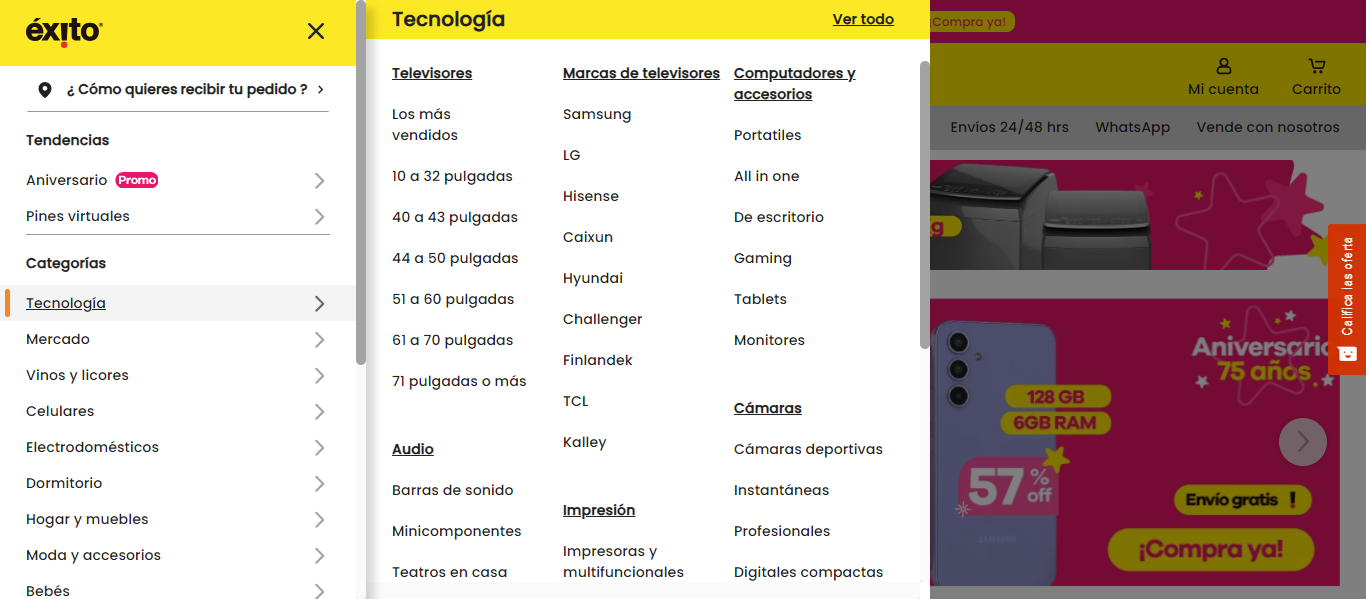 éxito
¿ Cómo quieres recibir tu pedido ?
Tendencias
Aniversario Promo
Pines virtuales
Categorías
Tecnología
Mercado
Vinos y licores
Celulares
Electrodomésticos
Dormitorio
Hogar y muebles
Moda y accesorios
Bebés
Tecnología
Ver todo
Televisores
Los más
vendidos
10 a 32 pulgadas
40 a 43 pulgadas
44 a 50 pulgadas
51 a 60 pulgadas
61 a 70 pulgadas
71 pulgadas o más
Audio
Barras de sonido
Minicomponentes
Teatros en casa
Marcas de televisores
Samsung
LG
Hisense
Caixun
Hyundai
Challenger
Finlandek
TCL
Kalley
Impresión
Impresoras y
multifuncionales
Computadores y
accesorios
Portatiles
All in one
De escritorio
Gaming
Tablets
Monitores
Cámaras
Cámaras deportivas
Instantáneas
Profesionales
Digitales compactas
¡Compra ya!
Mi cuenta
Carrito
Envíos 24/48 hrs
WhatsApp
Vende con nosotros
Califica las oferta
Aniversario
75 años
128 GB
6GB RAM
57% off
SAMSUNG
Envío gratis !
¡Compra ya!